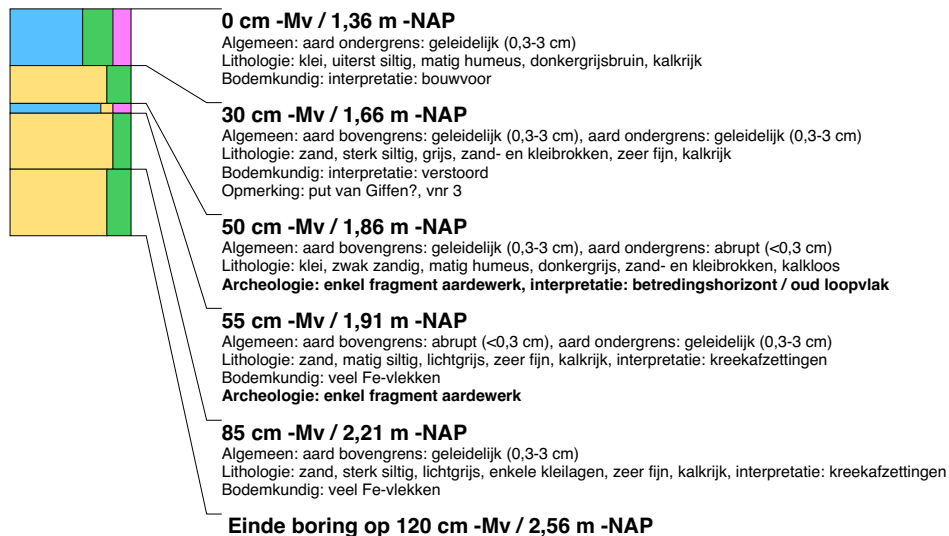 0 cm -Mv / 1,36 m -NAP
Algemeen: aard ondergrens: geleidelijk (0,3-3 cm)
Lithologie: klei, uiterst siltig, matig humeus, donkergrijsbruin, kalkrijk
Bodemkundig: interpretatie: bouwvoor
30 cm -Mv / 1,66 m -NAP
Algemeen: aard bovengrens: geleidelijk (0,3-3 cm), aard ondergrens: geleidelijk (0,3-3 cm)
Lithologie: zand, sterk siltig, grijs, zand- en kleibrokken, zeer fijn, kalkrijk
Bodemkundig: interpretatie: verstoord
Opmerking: put van Giffen?, vnr 3
50 cm -Mv / 1,86 m -NAP
Algemeen: aard bovengrens: geleidelijk (0,3-3 cm), aard ondergrens: abrupt (<0,3 cm)
Lithologie: klei, zwak zandig, matig humeus, donkergrijs, zand- en kleibrokken, kalkloos
Archeologie: enkel fragment aardewerk, interpretatie: betredingshorizont / oud loopvlak
55 cm -Mv / 1,91 m -NAP
Algemeen: aard bovengrens: abrupt (<0,3 cm), aard ondergrens: geleidelijk (0,3-3 cm)
Lithologie: zand, matig siltig, lichtgrijs, zeer fijn, kalkrijk, interpretatie: kreekafzettingen
Bodemkundig: veel Fe-vlekken
Archeologie: enkel fragment aardewerk
85 cm -Mv / 2,21 m -NAP
Algemeen: aard bovengrens: geleidelijk (0,3-3 cm)
Lithologie: zand, sterk siltig, lichtgrijs, enkele kleilagen, zeer fijn, kalkrijk, interpretatie: kreekafzettingen
Bodemkundig: veel Fe-vlekken
Einde boring op 120 cm -Mv / 2,56 m -NAP